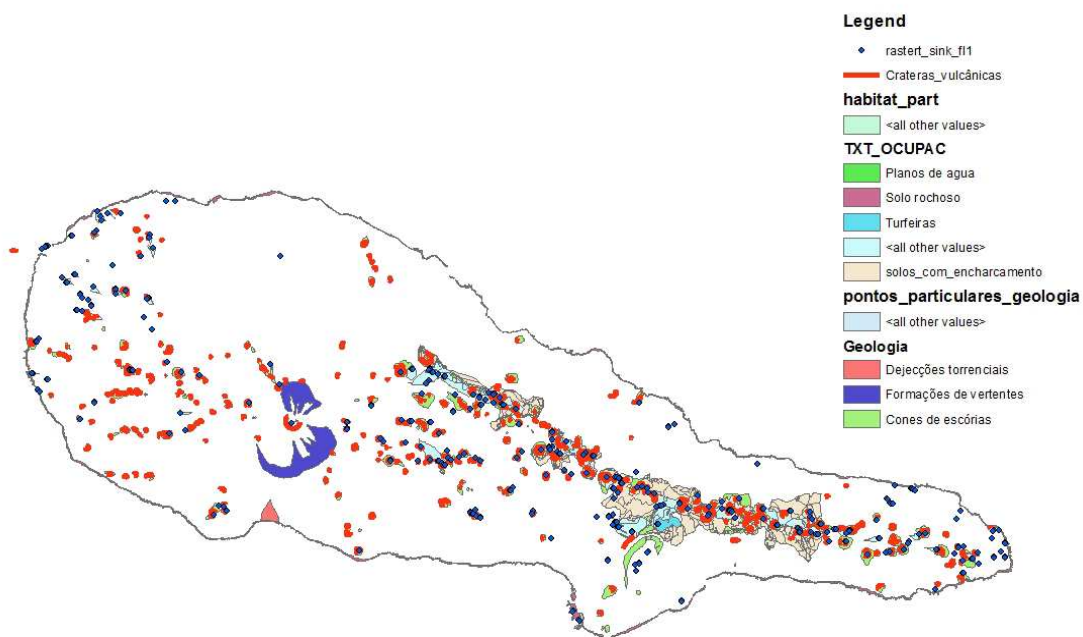 Legend
rastert_sink_fl1
Crateras_vulcânicas
habitat_part
<all other values>
TXT_OCUPAC
Planos de agua
Solo rochoso
Turfeiras
<all other values>
solos_com_encharcamento
pontos_particulares_geologia
<all other values>
Geologia
Dejecções torrenciais
Formações de vertentes
Cones de escórias